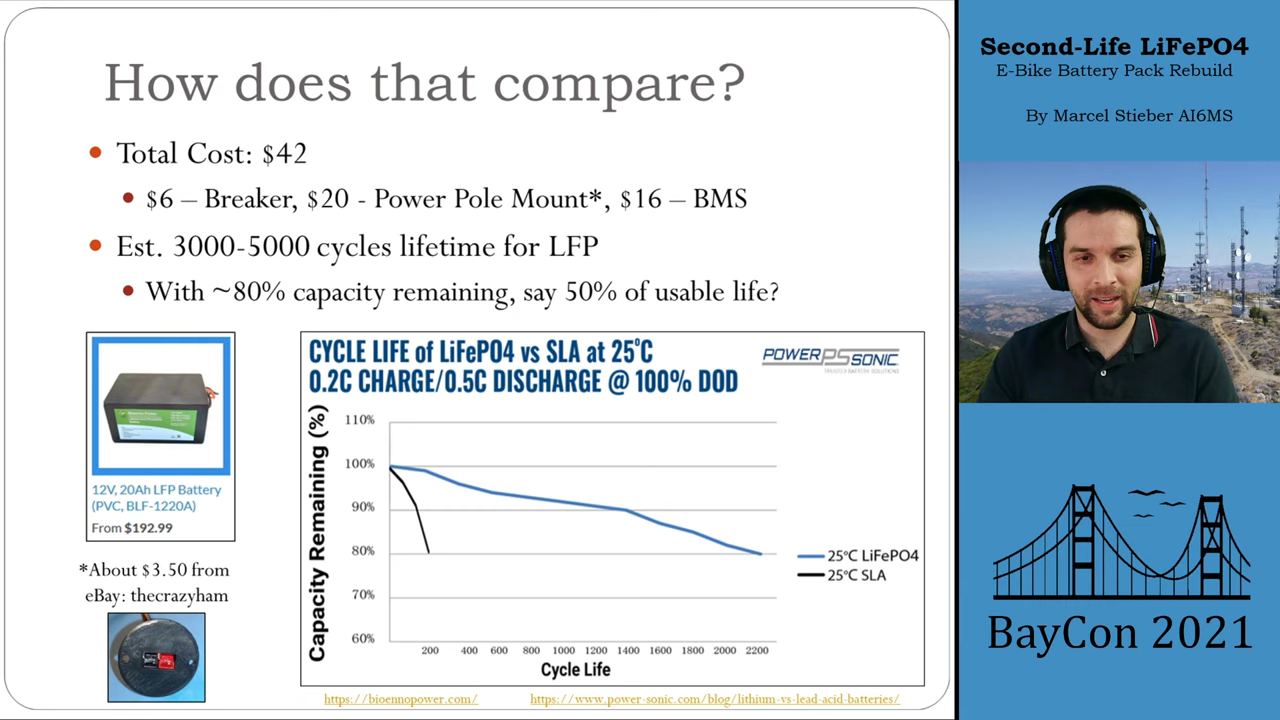 How does that compare?
Total Cost: $42
$6 – Breaker, $20 - Power Pole Mount*, $16 – BMS
Est. 3000-5000 cycles lifetime for LFP
With ~80% capacity remaining, say 50% of usable life?
12V, 20Ah LFP Battery
(PVC, BLF-1220A)
From $192.99
*About $3.50 from
eBay: thecrazyham
CYCLE LIFE of LiFePO4 vs SLA at 25°C
0.2C CHARGE/0.5C DISCHARGE @ 100% DOD
POWER PS SONIC
TRUSTED BATTERY SOLUTIONS
Capacity Remaining (%)
110%
100%
90%
80%
70%
60%
200 400 600 800 1000 1200 1400 1600 1800 2000 2200
Cycle Life
25°C LiFePO4
25°C SLA
https://bioennopower.com/
https://www.power-sonic.com/blog/lithium-vs-lead-acid-batteries/
Second-Life LiFePO4
E-Bike Battery Pack Rebuild
By Marcel Stieber AI6MS
BayCon 2021